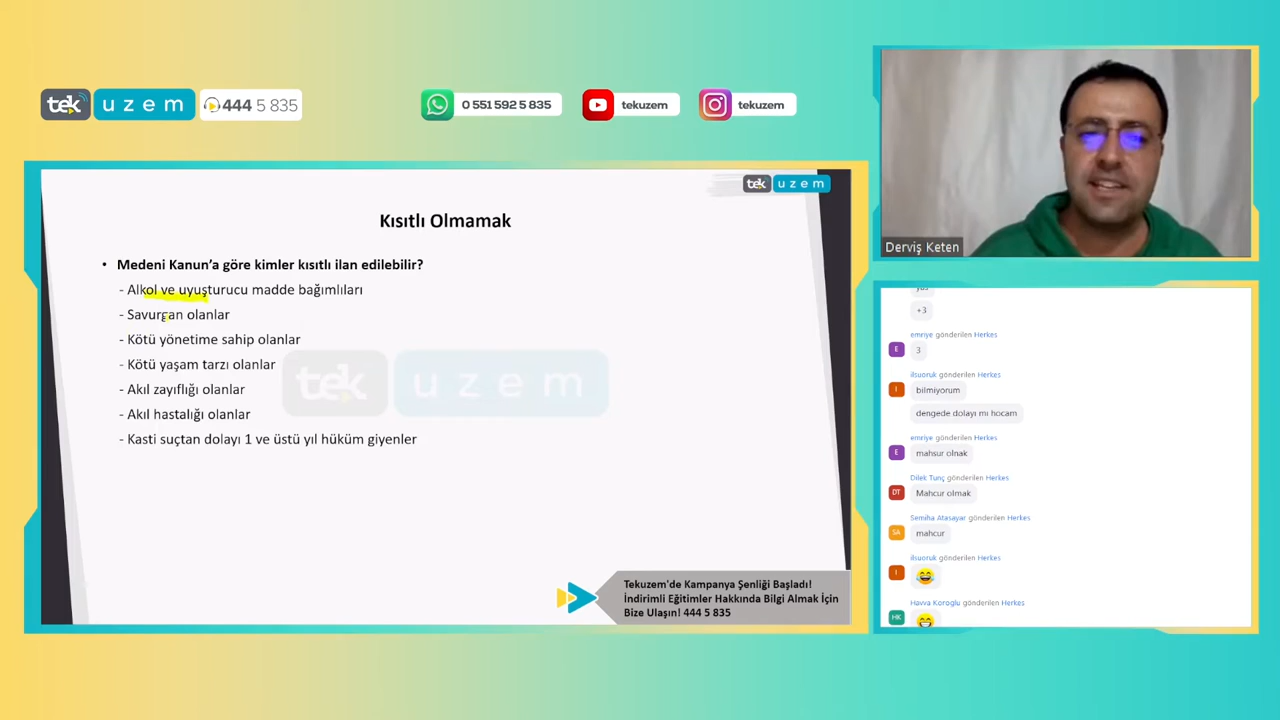 tek uzem 444 5 835
0 551 592 5 835 tekuzem tekuzem
tek uzem
Kısıtlı Olmamak
• Medeni Kanun'a göre kimler kısıtlı ilan edilebilir?
- Alkol ve uyuşturucu madde bağımlıları
- Savurgan olanlar
- Kötü yönetime sahip olanlar
- Kötü yaşam tarzı olanlar
- Akıl zayıflığı olanlar
- Akıl hastalığı olanlar
- Kasti suçtan dolayı 1 ve üstü yıl hüküm giyenler
tek uzem
Tekuzem'de Kampanya Şenliği Başladı!
İndirimli Eğitimler Hakkında Bilgi Almak İçin
Bize Ulaşın! 444 5 835
Derviş Keten
+3
emriye gönderilen Herkes
E 3
ilsuoruk gönderilen Herkes
I bilmiyorum
dengede dolayı mı hocam
emriye gönderilen Herkes
E mahsur olnak
Dilek Tunç gönderilen Herkes
DT Mahcur olmak
Semiha Atasayar gönderilen Herkes
SA mahcur
ilsuoruk gönderilen Herkes
I
Havva Koroglu gönderilen Herkes
HK